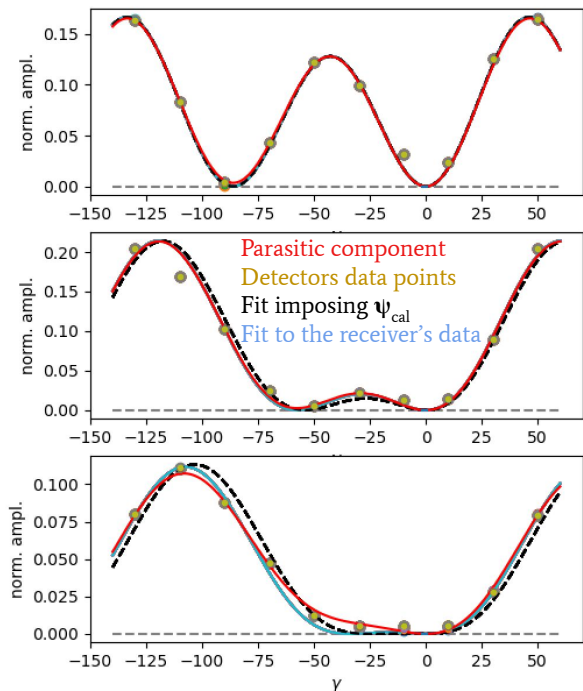 norm. ampl.
0.15
0.10
0.05
0.00
−150 −125 −100 −75 −50 −25 0 25 50
norm. ampl.
0.20
0.15
0.10
0.05
0.00
Parasitic component
Detectors data points
Fit imposing ψcal
Fit to the receiver's data
−150 −125 −100 −75 −50 −25 0 25 50
norm. ampl.
0.100
0.075
0.050
0.025
0.000
−150 −125 −100 −75 −50 −25 0 25 50
γ